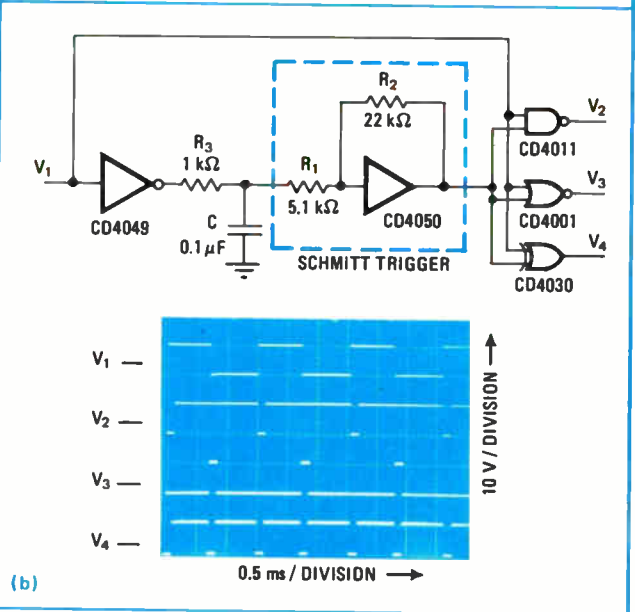 R2
22 kΩ
V2
CD4011
V1
R3
1 kΩ
R1
5.1 kΩ
CD4049
CD4050
V3
CD4001
C
0.1 μF
SCHMITT TRIGGER
V4
CD4030
V1 —
V2 —
V3 —
V4 —
10 V / DIVISION
0.5 ms / DIVISION
(b)